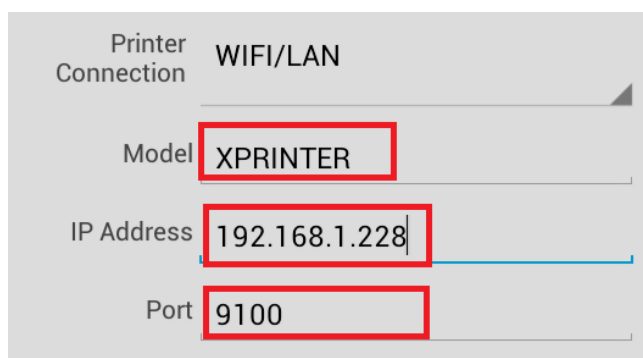 Printer
Connection
WIFI/LAN
Model
XPRINTER
IP Address
192.168.1.228
Port
9100